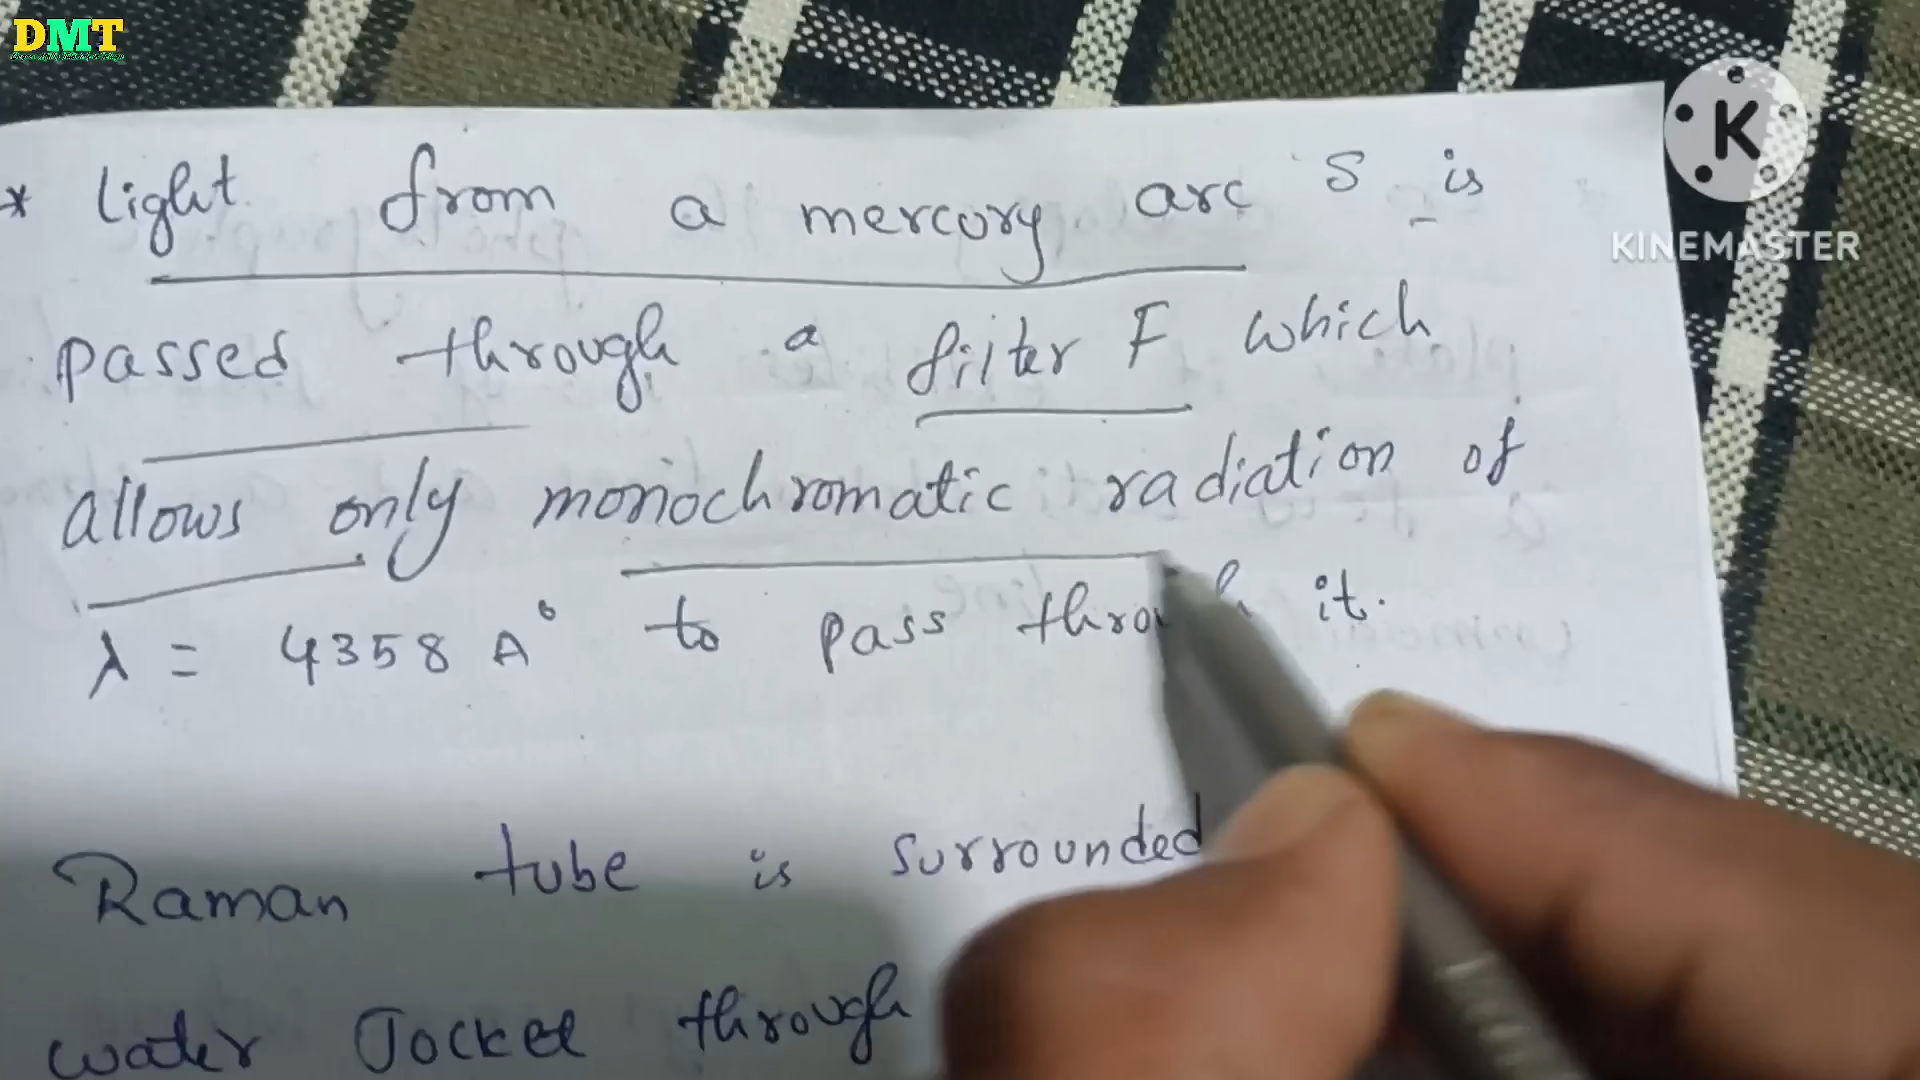 DMT
K
KINEMASTER
* light from a mercury arc S is
passed through a filter F which
allows only monochromatic radiation of
λ = 4358 A° to pass through it.
Raman tube is surrounded
water Jocket through